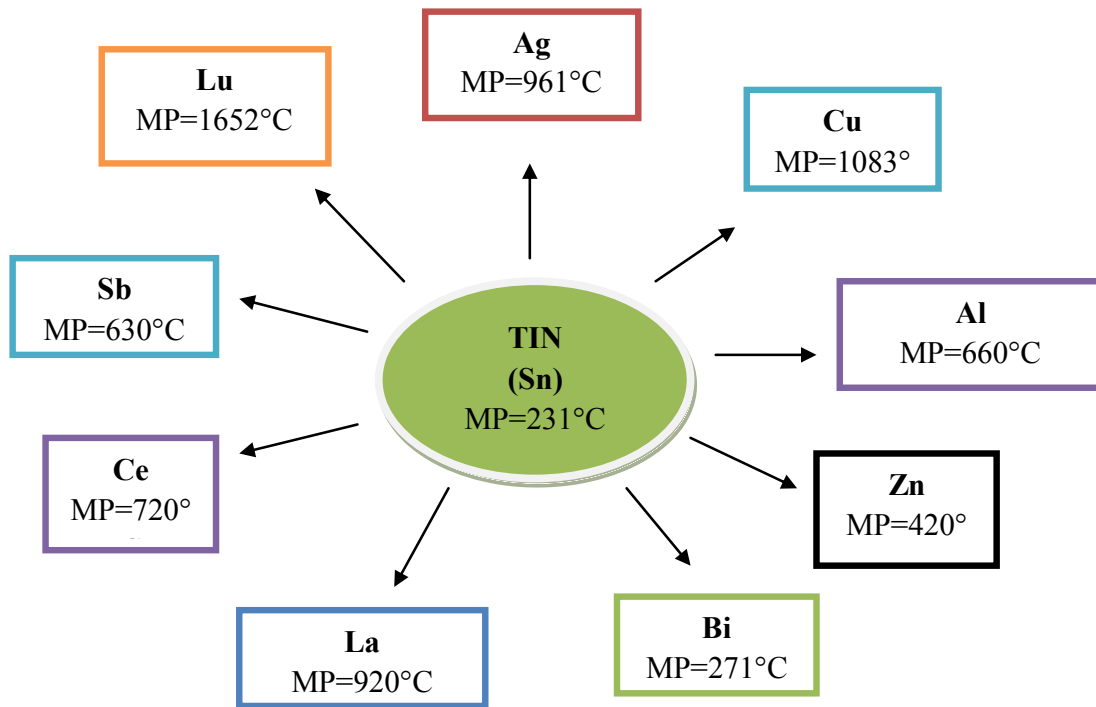 Ag
MP=961°C
Lu
MP=1652°C
Cu
MP=1083°
Sb
MP=630°C
TIN
(Sn)
MP=231°C
Al
MP=660°C
Ce
MP=720°
Zn
MP=420°
La
MP=920°C
Bi
MP=271°C